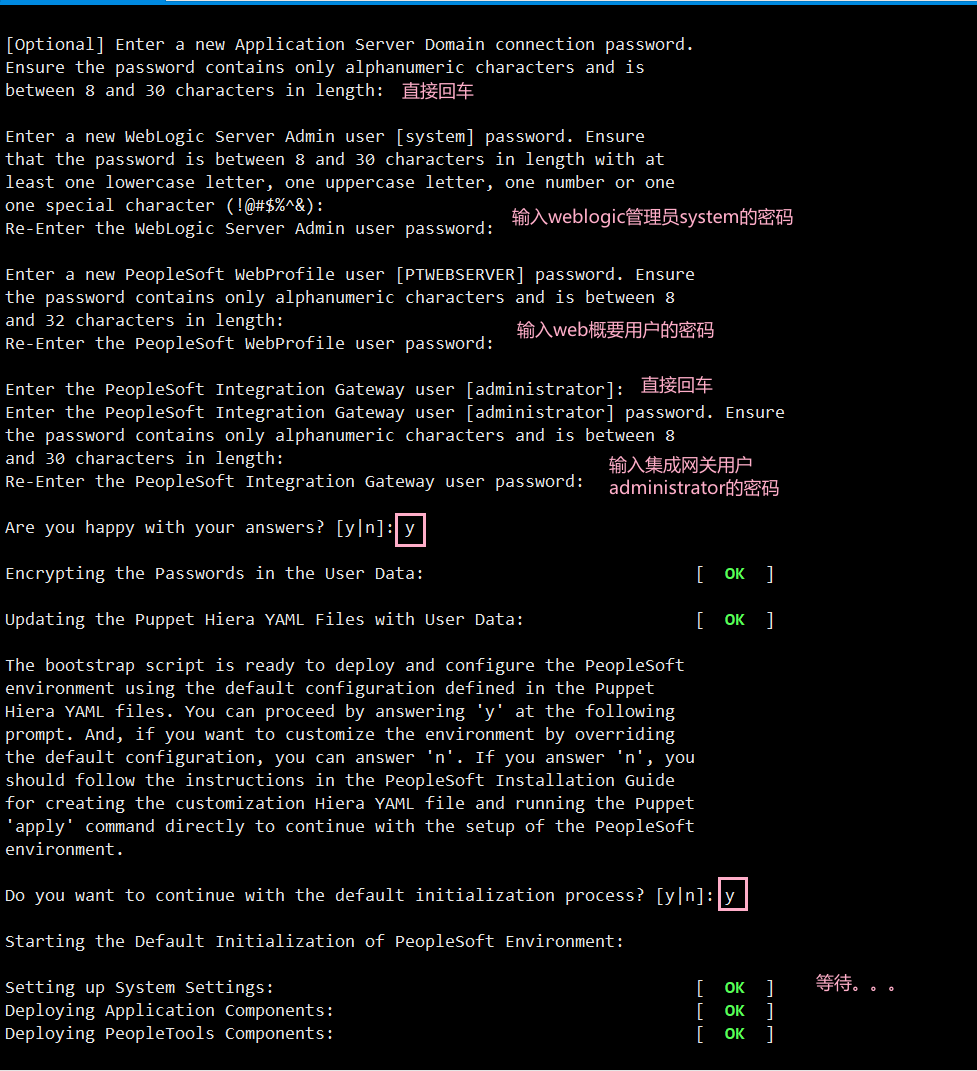 [Optional] Enter a new Application Server Domain connection password.
Ensure the password contains only alphanumeric characters and is
between 8 and 30 characters in length: 直接回车
Enter a new WebLogic Server Admin user [system] password. Ensure
that the password is between 8 and 30 characters in length with at
least one lowercase letter, one uppercase letter, one number or one
one special character (!@#$%^&):
输入weblogic管理员system的密码
Re-Enter the WebLogic Server Admin user password:
Enter a new PeopleSoft WebProfile user [PTWEBSERVER] password. Ensure
the password contains only alphanumeric characters and is between 8
and 32 characters in length:
输入web概要用户的密码
Re-Enter the PeopleSoft WebProfile user password:
Enter the PeopleSoft Integration Gateway user [administrator]: 直接回车
Enter the PeopleSoft Integration Gateway user [administrator] password. Ensure
the password contains only alphanumeric characters and is between 8
and 30 characters in length:
输入集成网关用户
Re-Enter the PeopleSoft Integration Gateway user password:
administrator的密码
Are you happy with your answers? [y|n]: y
Encrypting the Passwords in the User Data: [ OK ]
Updating the Puppet Hiera YAML Files with User Data: [ OK ]
The bootstrap script is ready to deploy and configure the PeopleSoft
environment using the default configuration defined in the Puppet
Hiera YAML files. You can proceed by answering 'y' at the following
prompt. And, if you want to customize the environment by overriding
the default configuration, you can answer 'n'. If you answer 'n', you
should follow the instructions in the PeopleSoft Installation Guide
for creating the customization Hiera YAML file and running the Puppet
'apply' command directly to continue with the setup of the PeopleSoft
environment.
Do you want to continue with the default initialization process? [y|n]: y
Starting the Default Initialization of PeopleSoft Environment:
Setting up System Settings: [ OK ] 等待。。。
Deploying Application Components: [ OK ]
Deploying PeopleTools Components: [ OK ]